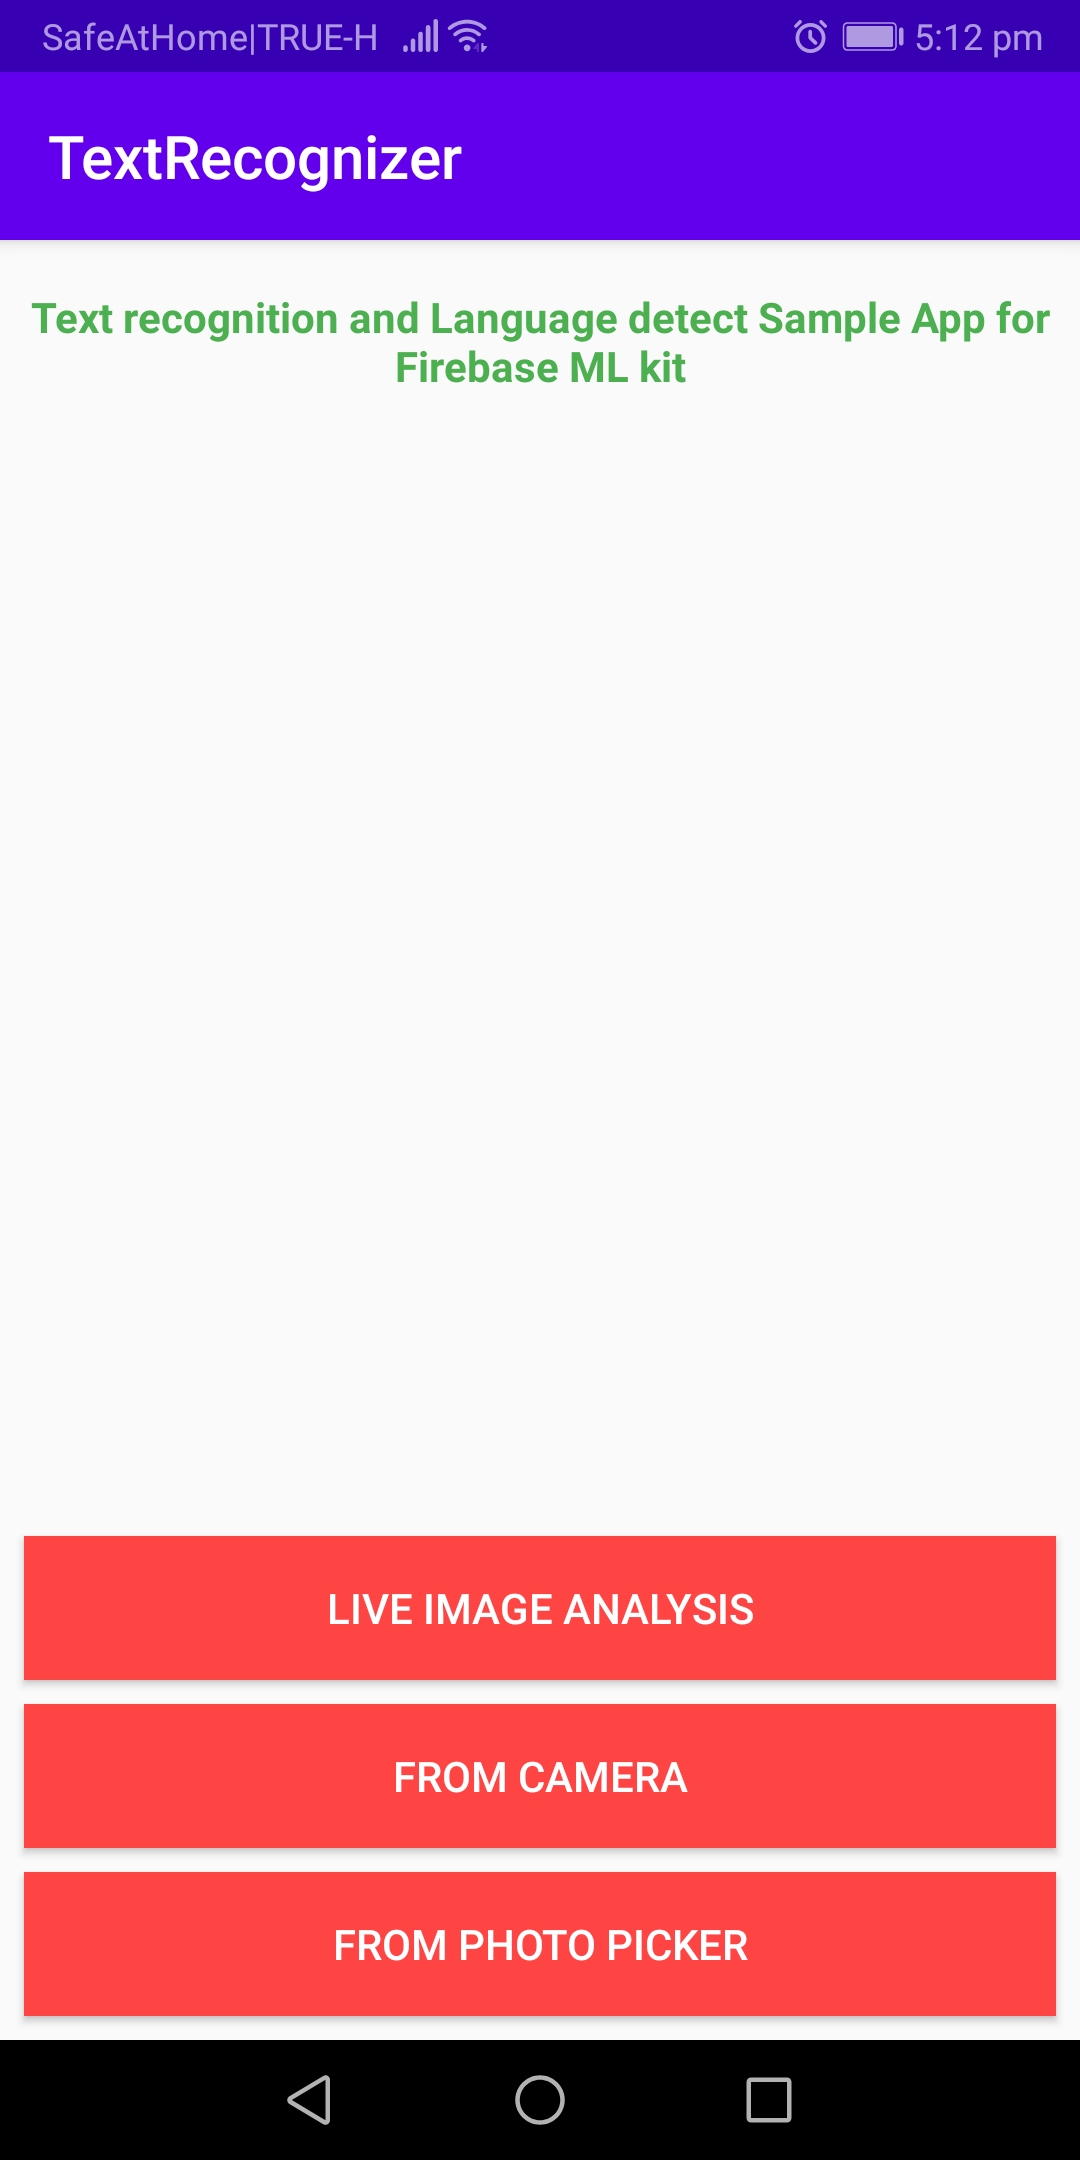 SafeAtHome|TRUE-H 5:12 pm
TextRecognizer
Text recognition and Language detect Sample App for
Firebase ML kit
LIVE IMAGE ANALYSIS
FROM CAMERA
FROM PHOTO PICKER